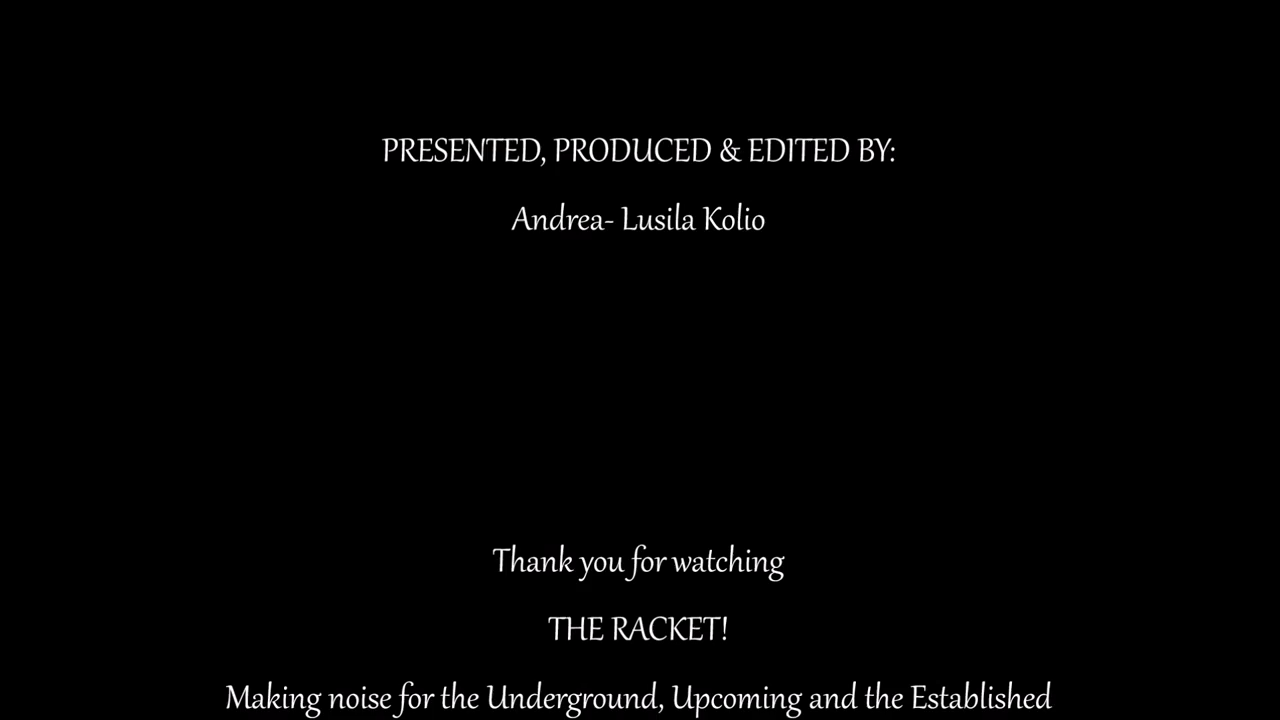 PRESENTED, PRODUCED & EDITED BY:
Andrea- Lusila Kolio
Thank you for watching
THE RACKET!
Making noise for the Underground, Upcoming and the Established